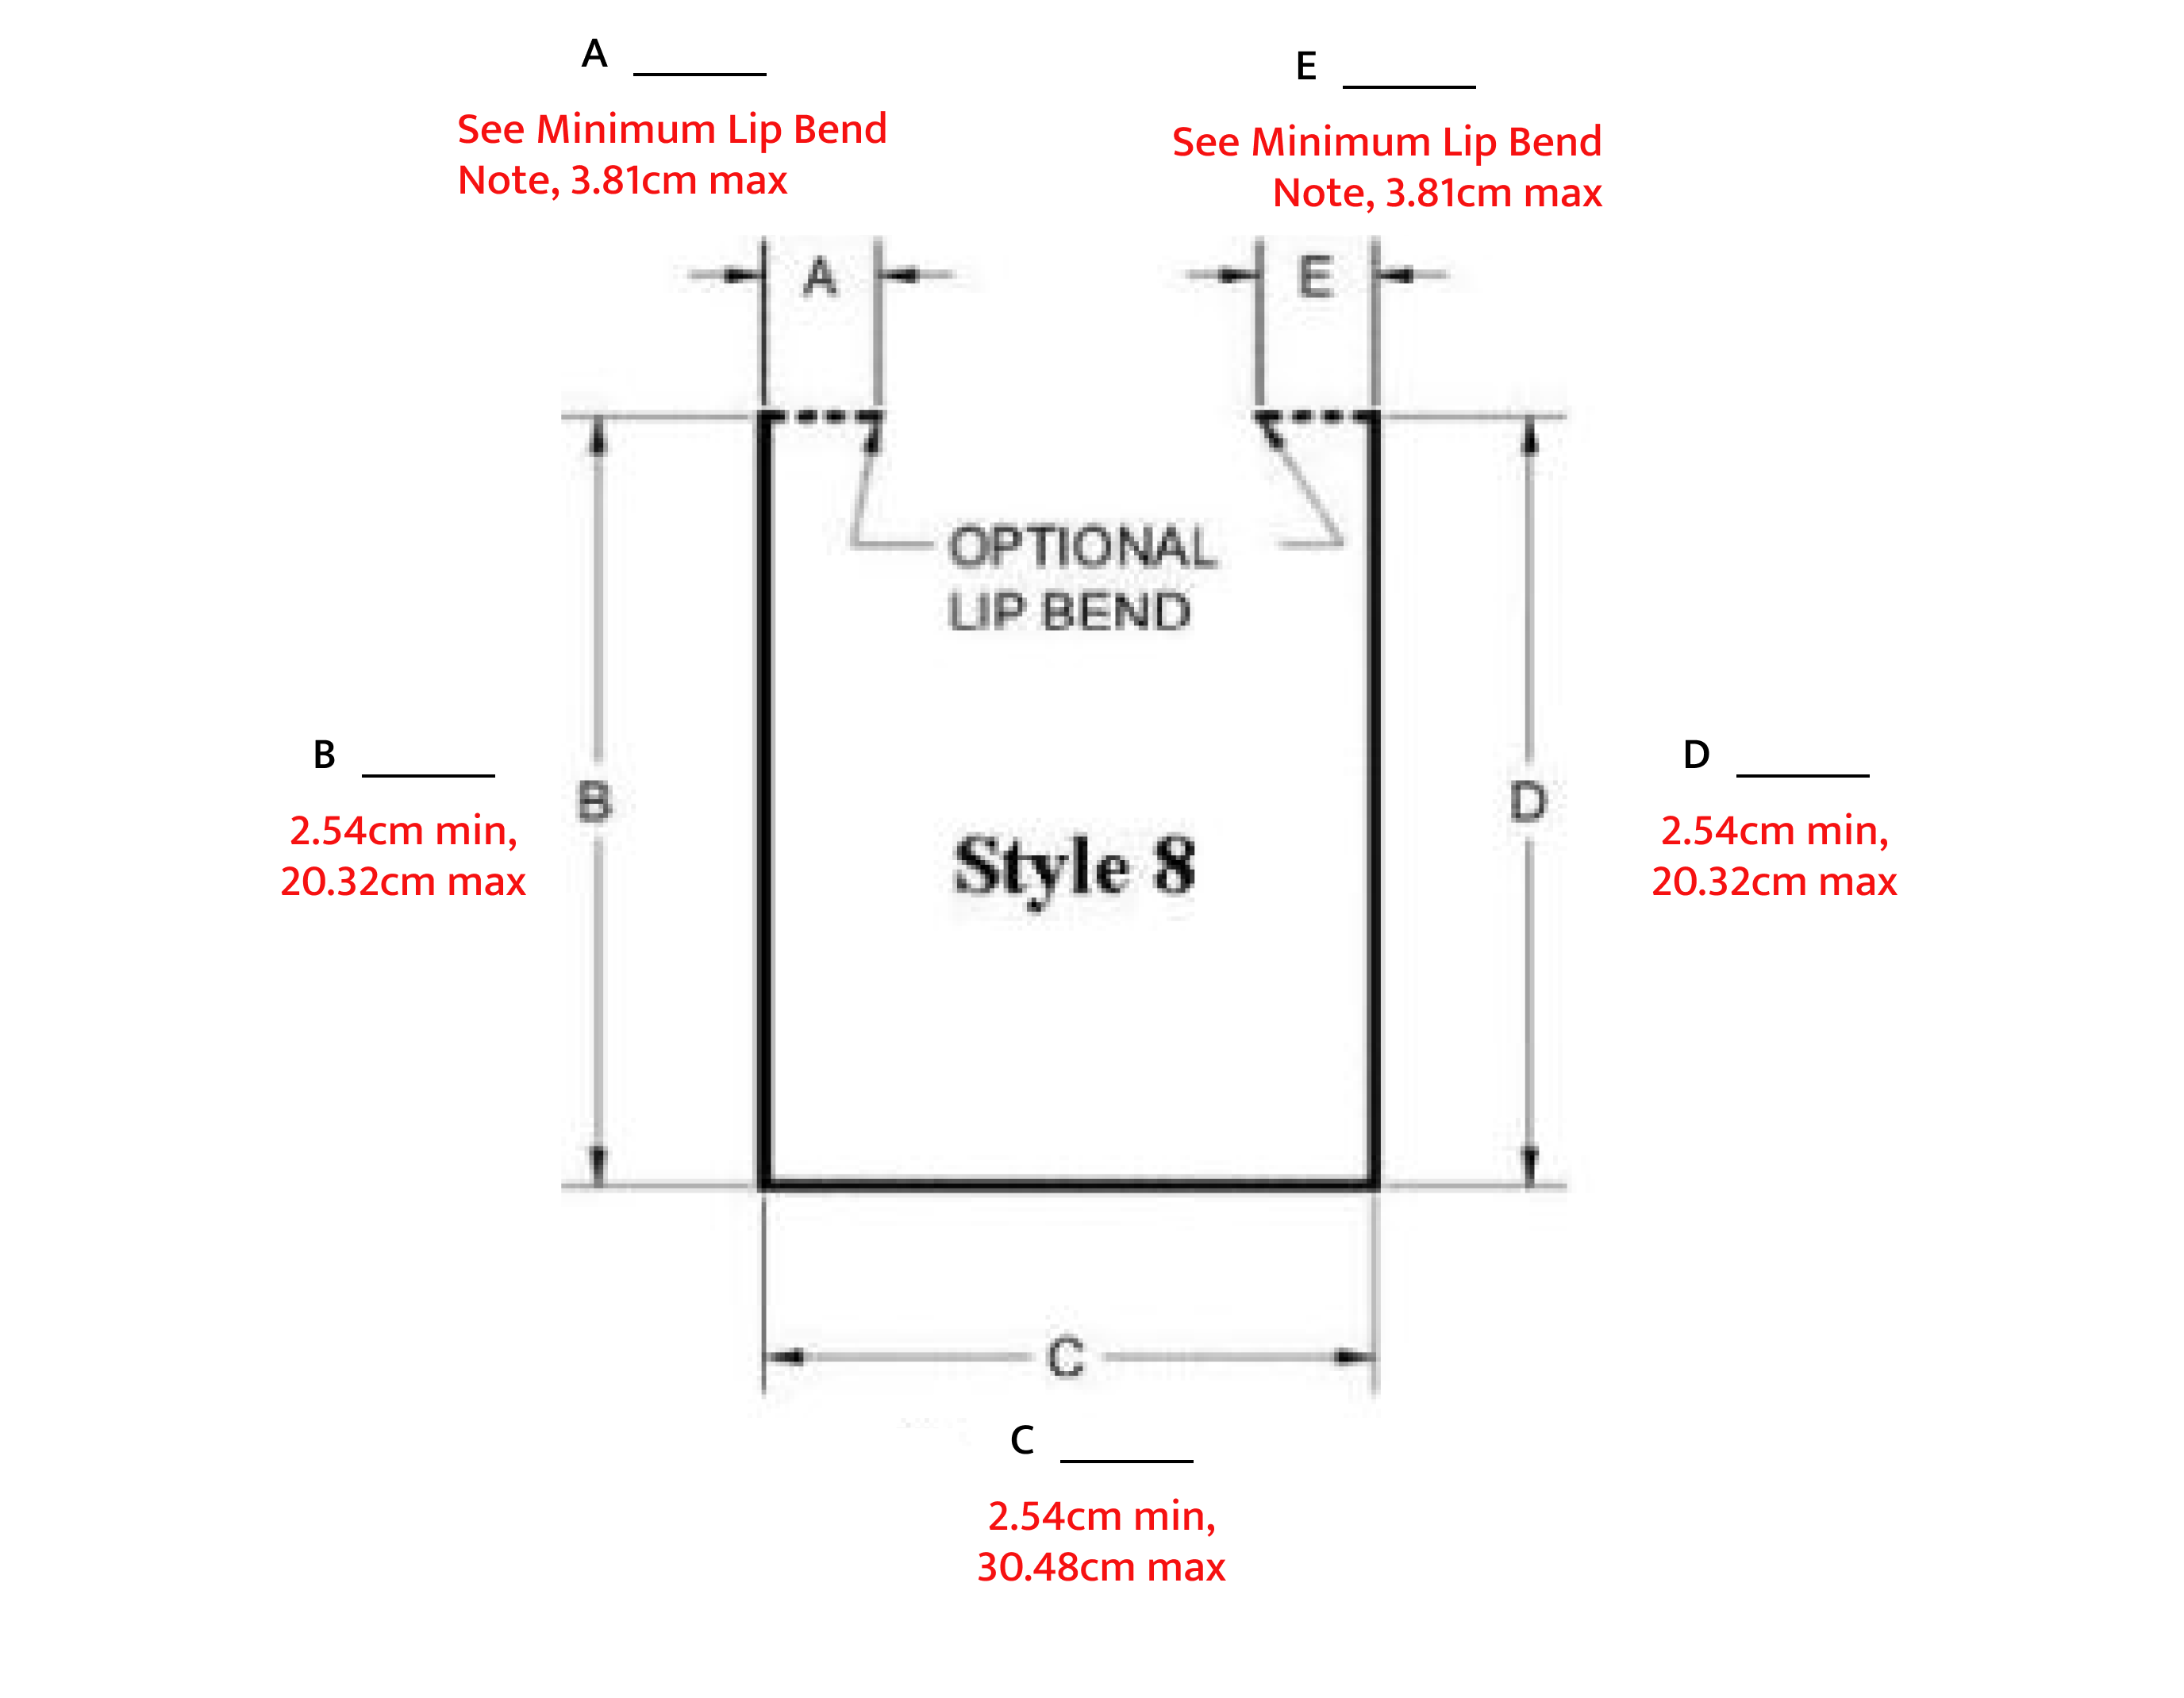 A ______
E ______
See Minimum Lip Bend
Note, 3.81cm max
See Minimum Lip Bend
Note, 3.81cm max
A
E
OPTIONAL
LIP BEND
B ______
2.54cm min,
20.32cm max
B
Style 8
D
D ______
2.54cm min,
20.32cm max
C
C ______
2.54cm min,
30.48cm max